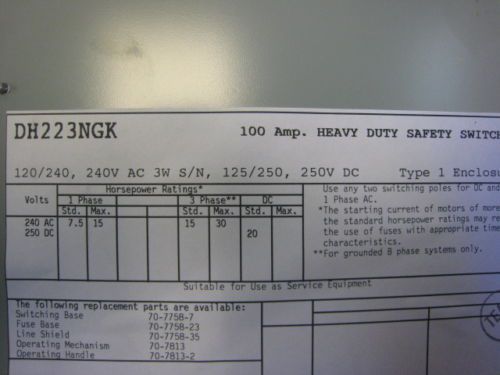 DH223NGK 100 Amp. HEAVY DUTY SAFETY SWITCH
120/240, 240V AC 3W S/N, 125/250, 250V DC Type 1 Enclosu
Horsepower Ratings*
Volts 1 Phase 3 Phase** DC
Std. Max. Std. Max. Std. Max.
240 AC 7.5 15 15 30
250 DC 20
Use any two switching poles for DC and
1 Phase AC.
*The starting current of motors of more
the standard horsepower ratings may re
the use of fuses with appropriate time
characteristics.
**For grounded B phase systems only.
Suitable for Use as Service Equipment
The following replacement parts are available:
Switching Base 70-7758-7
Fuse Base 70-7758-23
Line Shield 70-7758-35
Operating Mechanism 70-7813
Operating Handle 70-7813-2